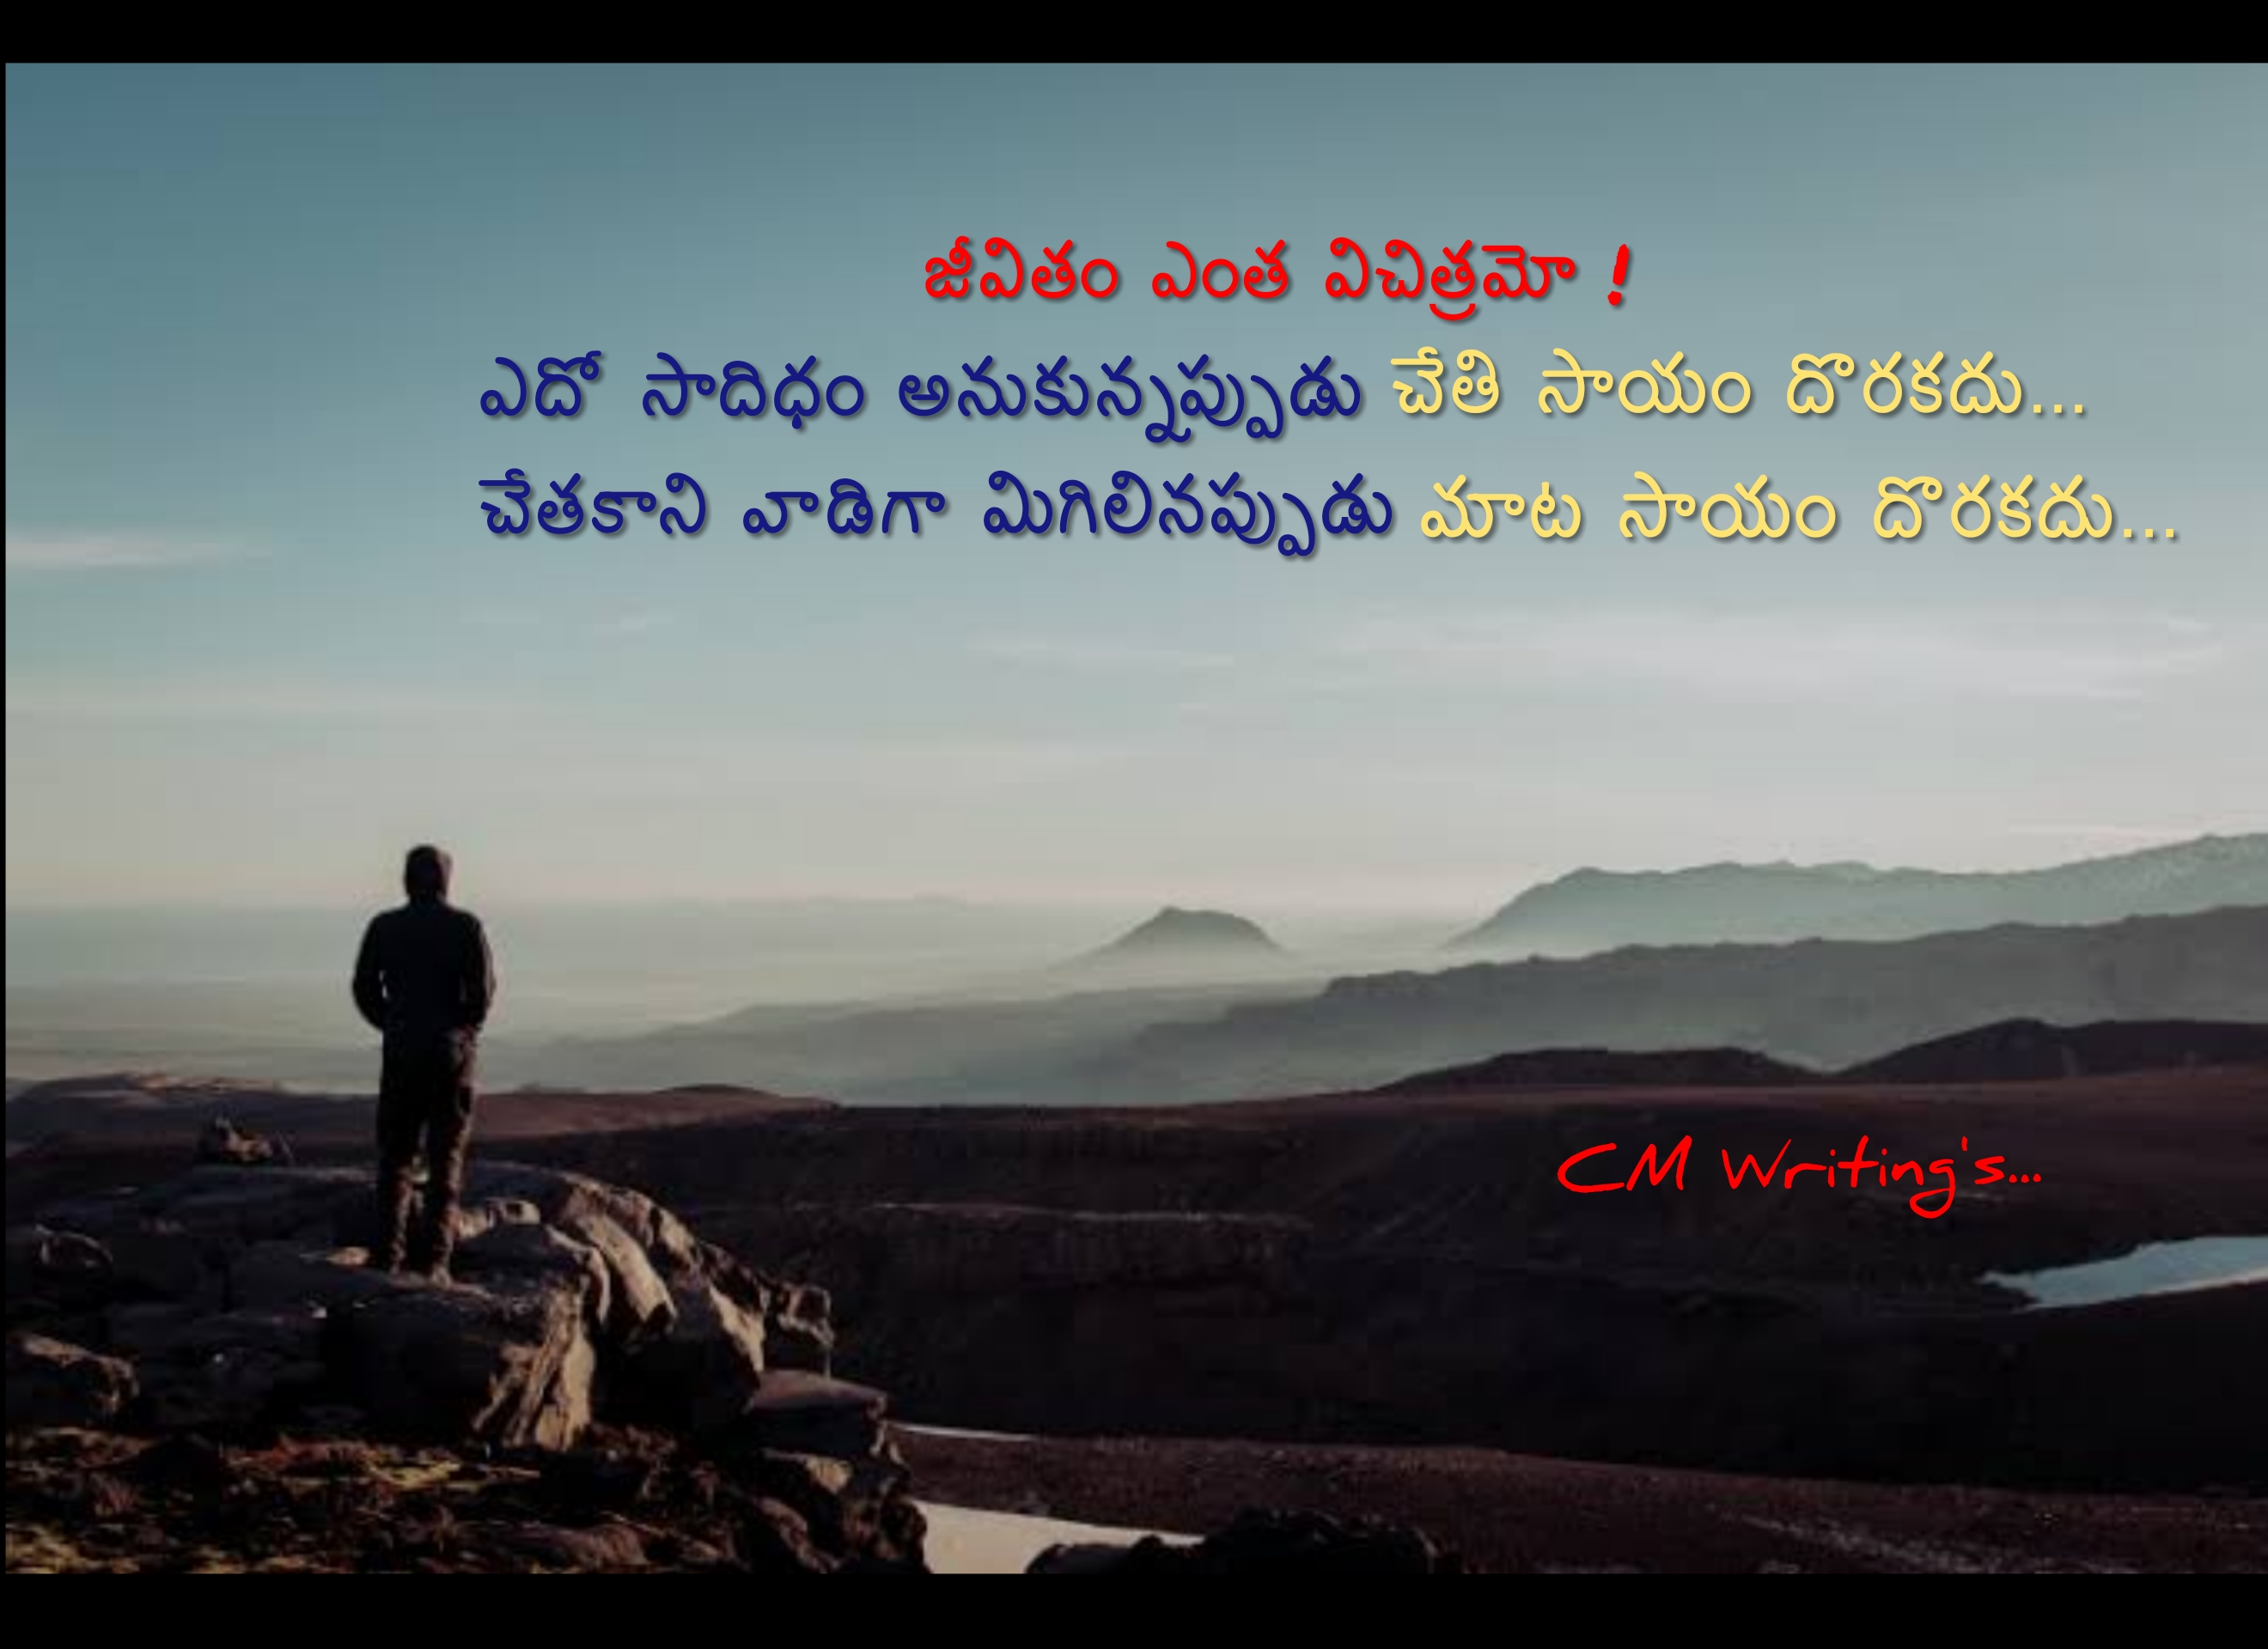 జీవితం ఎంత విచిత్రమో !
ఎదో సాదిధం అనుకున్నప్పుడు చేతి సాయం దొరకదు...
చేతకాని వాడిగా మిగిలినప్పుడు మాట సాయం దొరకదు...
CM Writing's...